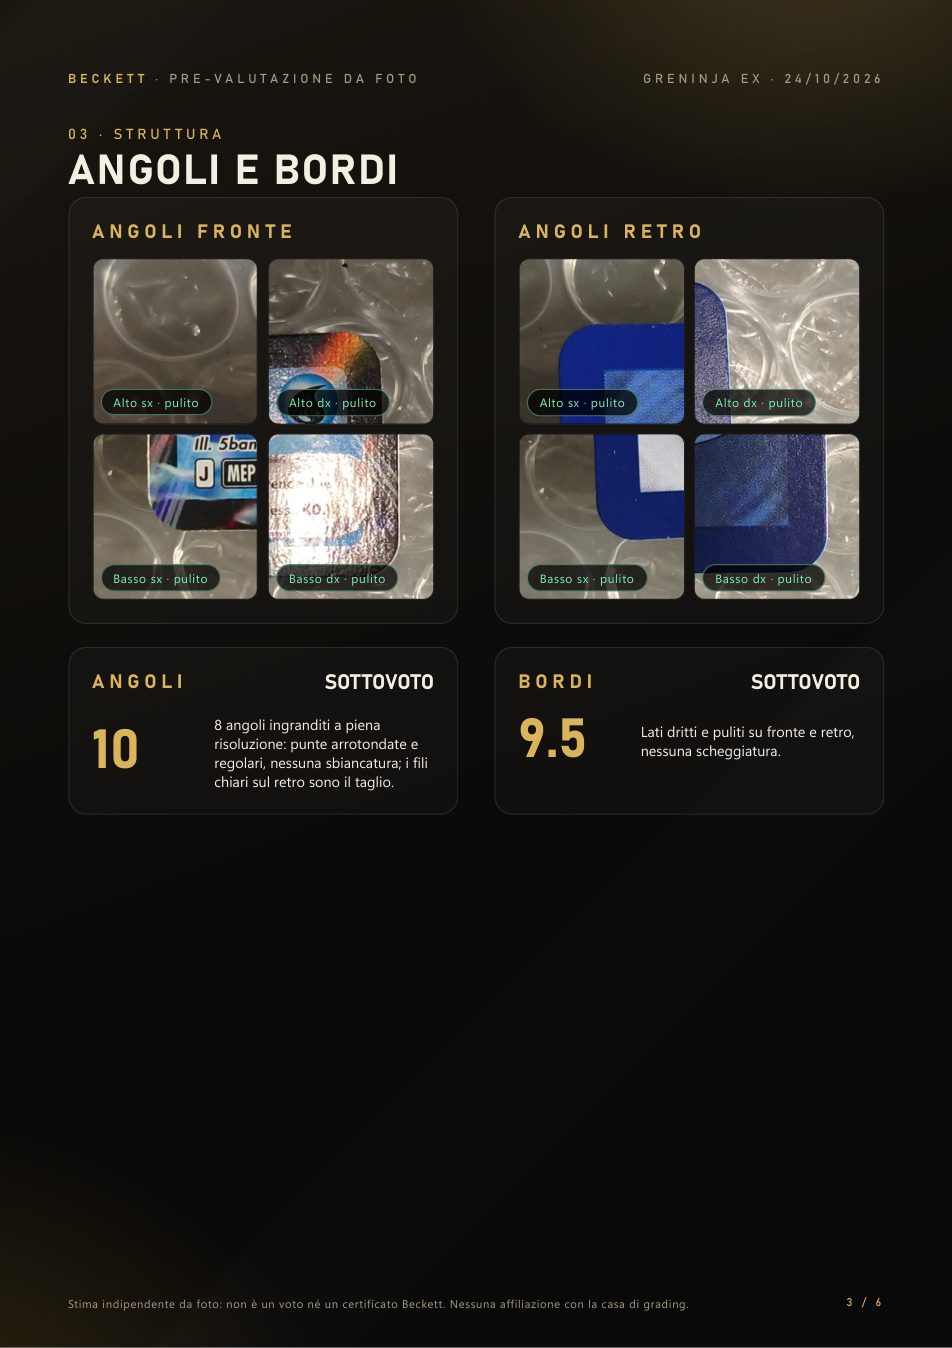 BECKETT · PRE-VALUTAZIONE DA FOTO
GRENINJA EX · 24/10/2026
03 · STRUTTURA
ANGOLI E BORDI
ANGOLI FRONTE
Alto sx · pulito
Alto dx · pulito
Ill. 5ban
J MEP
KO.
Basso sx · pulito
Basso dx · pulito
ANGOLI RETRO
Alto sx · pulito
Alto dx · pulito
Basso sx · pulito
Basso dx · pulito
ANGOLI
SOTTOVOTO
10
8 angoli ingranditi a piena
risoluzione: punte arrotondate e
regolari, nessuna sbiancatura; i fili
chiari sul retro sono il taglio.
BORDI
SOTTOVOTO
9.5
Lati dritti e puliti su fronte e retro,
nessuna scheggiatura.
Stima indipendente da foto: non è un voto né un certificato Beckett. Nessuna affiliazione con la casa di grading.
3 / 6